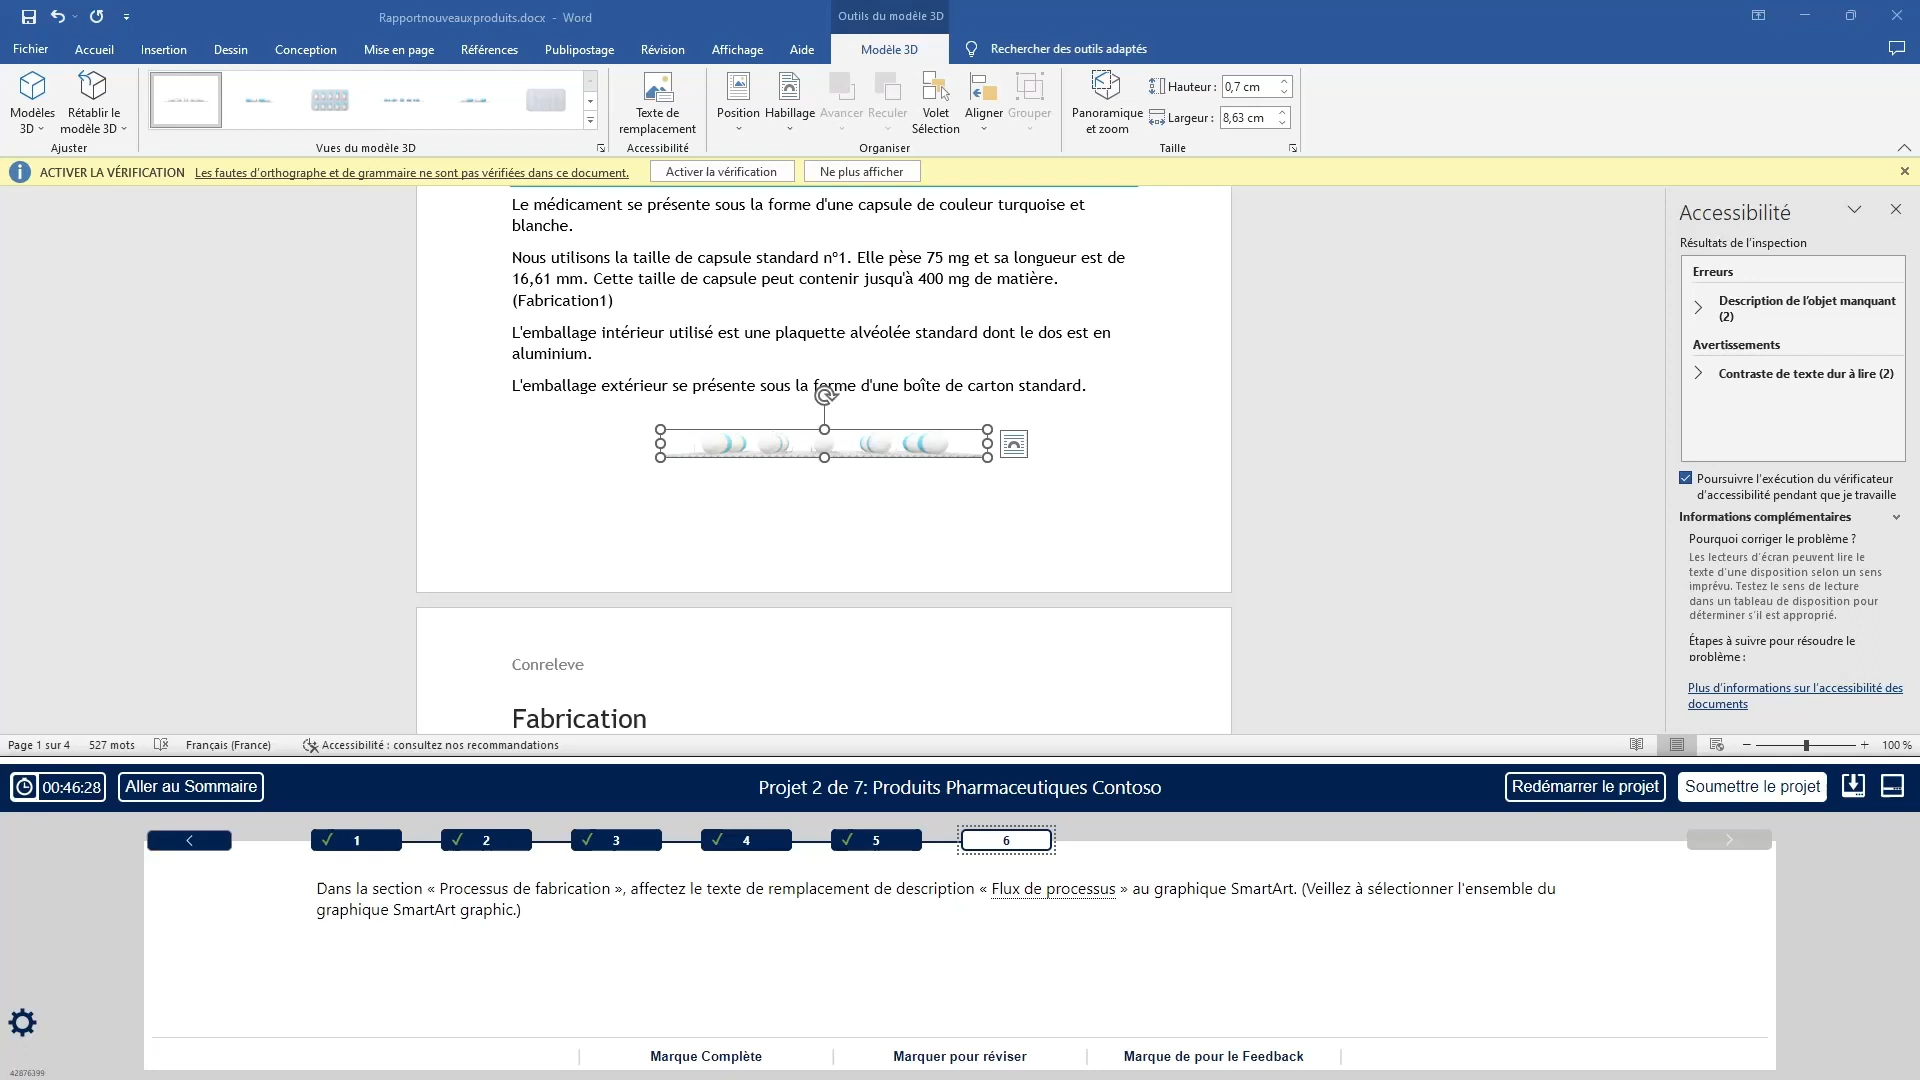 Rapportnouveauxproduits.docx - Word
Outils du modèle 3D
Fichier Accueil Insertion Dessin Conception Mise en page Références Publipostage Révision Affichage Aide Modèle 3D Rechercher des outils adaptés
Modèles 3D
Rétablir le modèle 3D
Ajuster
Vues du modèle 3D
Texte de remplacement
Accessibilité
Position
Habillage
Avancer
Reculer
Volet Sélection
Aligner
Grouper
Organiser
Panoramique et zoom
Hauteur : 0,7 cm
Largeur : 8,63 cm
Taille
ACTIVER LA VÉRIFICATION Les fautes d'orthographe et de grammaire ne sont pas vérifiées dans ce document. Activer la vérification Ne plus afficher
Le médicament se présente sous la forme d'une capsule de couleur turquoise et
blanche.
Nous utilisons la taille de capsule standard n°1. Elle pèse 75 mg et sa longueur est de
16,61 mm. Cette taille de capsule peut contenir jusqu'à 400 mg de matière.
(Fabrication1)
L'emballage intérieur utilisé est une plaquette alvéolée standard dont le dos est en
aluminium.
L'emballage extérieur se présente sous la forme d'une boîte de carton standard.
Conreleve
Fabrication
Accessibilité
Résultats de l'inspection
Erreurs
Description de l'objet manquant
(2)
Avertissements
Contraste de texte dur à lire (2)
Poursuivre l'exécution du vérificateur
d'accessibilité pendant que je travaille
Informations complémentaires
Pourquoi corriger le problème ?
Les lecteurs d'écran peuvent lire le
texte d'une disposition selon un sens
imprévu. Testez le sens de lecture
dans un tableau de disposition pour
déterminer s'il est approprié.
Étapes à suivre pour résoudre le
problème :
Plus d'informations sur l'accessibilité des
documents
Page 1 sur 4 527 mots Français (France) Accessibilité : consultez nos recommandations 100 %
00:46:28 Aller au Sommaire Projet 2 de 7: Produits Pharmaceutiques Contoso Redémarrer le projet Soumettre le projet
1 2 3 4 5 6
Dans la section « Processus de fabrication », affectez le texte de remplacement de description « Flux de processus » au graphique SmartArt. (Veillez à sélectionner l'ensemble du
graphique SmartArt graphic.)
Marque Complète Marquer pour réviser Marque de pour le Feedback
42876399